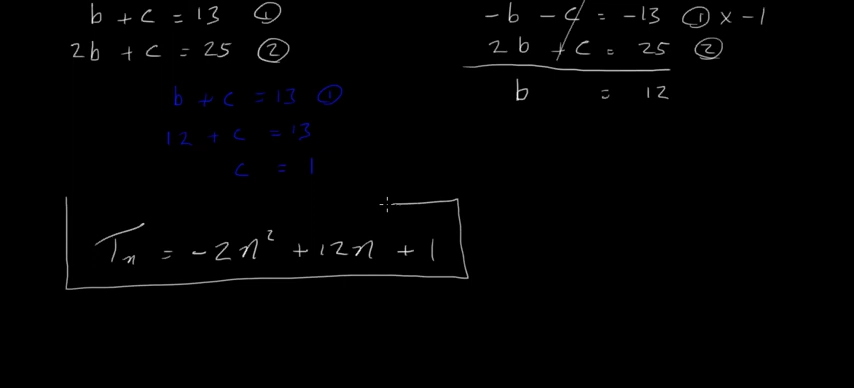 b + c = 13 ①
2b + c = 25 ②
-b - c = -13 ① x -1
2b + c = 25 ②
b = 12
b + c = 13 ①
12 + c = 13
c = 1
Tn = -2n² + 12n + 1